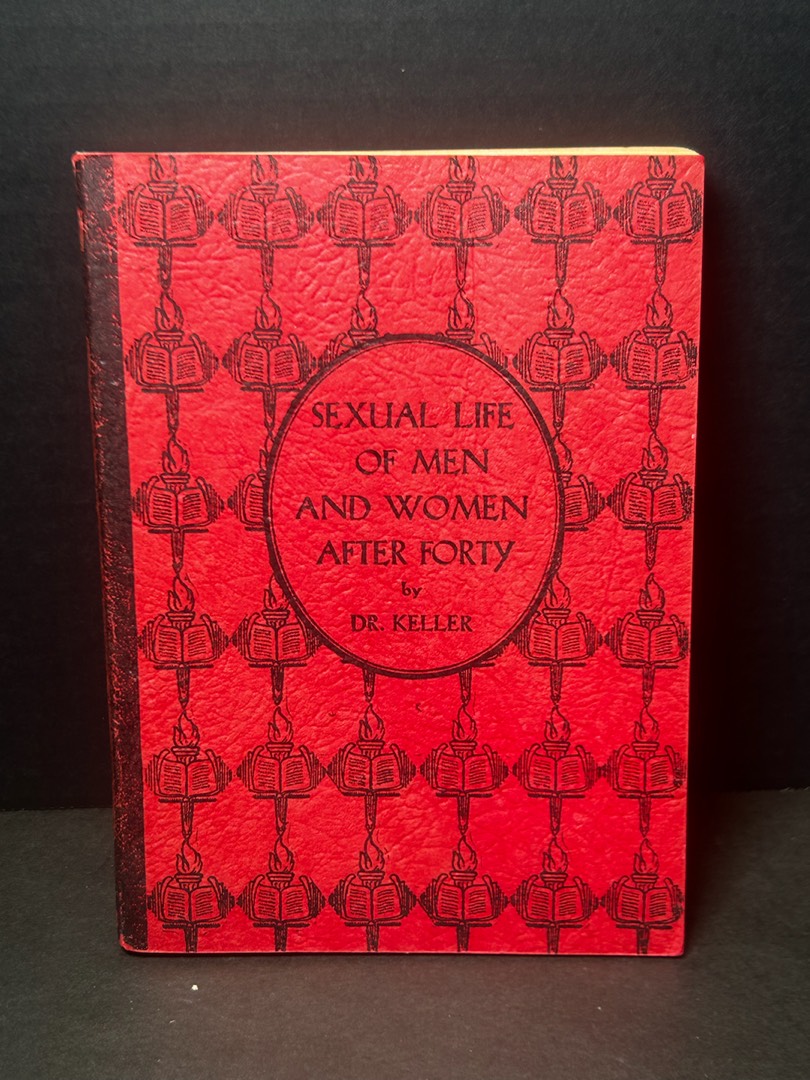 SEXUAL LIFE
OF MEN
AND WOMEN
AFTER FORTY
by
DR. KELLER